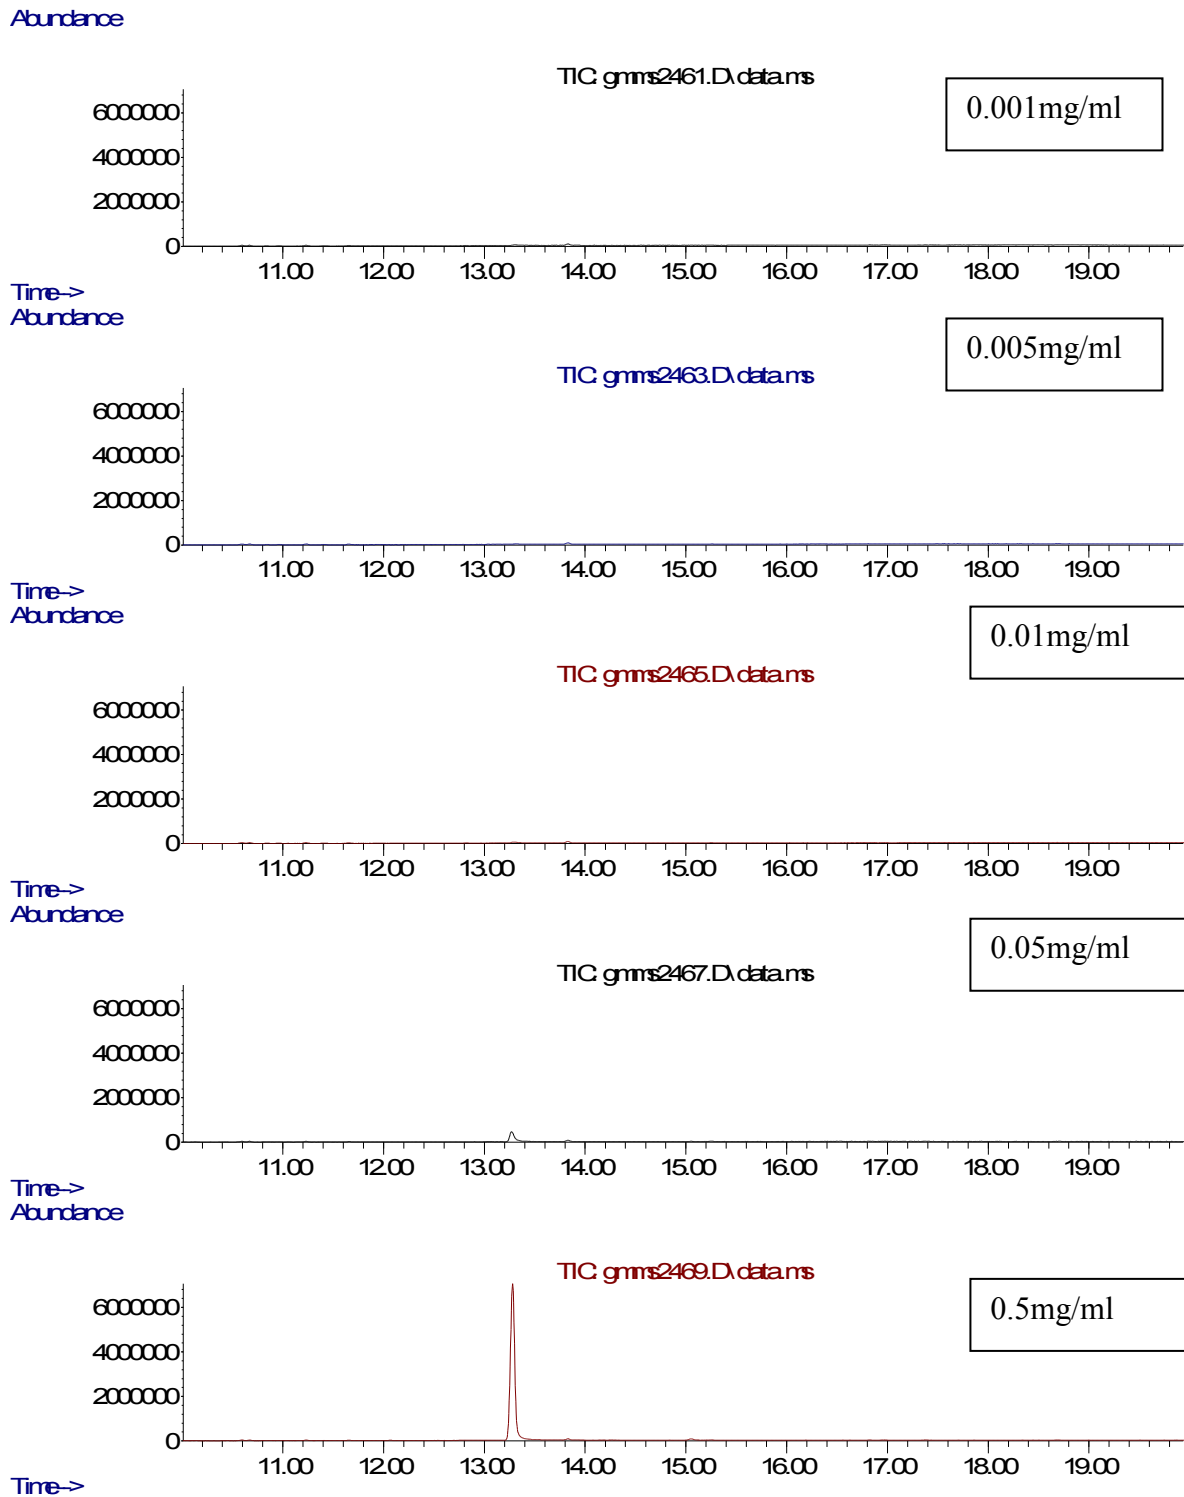 Abundance
TIC: gmms2461.D\data.ms
0.001mg/ml
6000000
4000000
2000000
0
11.00 12.00 13.00 14.00 15.00 16.00 17.00 18.00 19.00
Time-->
Abundance
0.005mg/ml
TIC: gmms2463.D\data.ms
6000000
4000000
2000000
0
11.00 12.00 13.00 14.00 15.00 16.00 17.00 18.00 19.00
Time-->
Abundance
0.01mg/ml
TIC: gmms2465.D\data.ms
6000000
4000000
2000000
0
11.00 12.00 13.00 14.00 15.00 16.00 17.00 18.00 19.00
Time-->
Abundance
0.05mg/ml
TIC: gmms2467.D\data.ms
6000000
4000000
2000000
0
11.00 12.00 13.00 14.00 15.00 16.00 17.00 18.00 19.00
Time-->
Abundance
TIC: gmms2469.D\data.ms
0.5mg/ml
6000000
4000000
2000000
0
11.00 12.00 13.00 14.00 15.00 16.00 17.00 18.00 19.00
Time-->